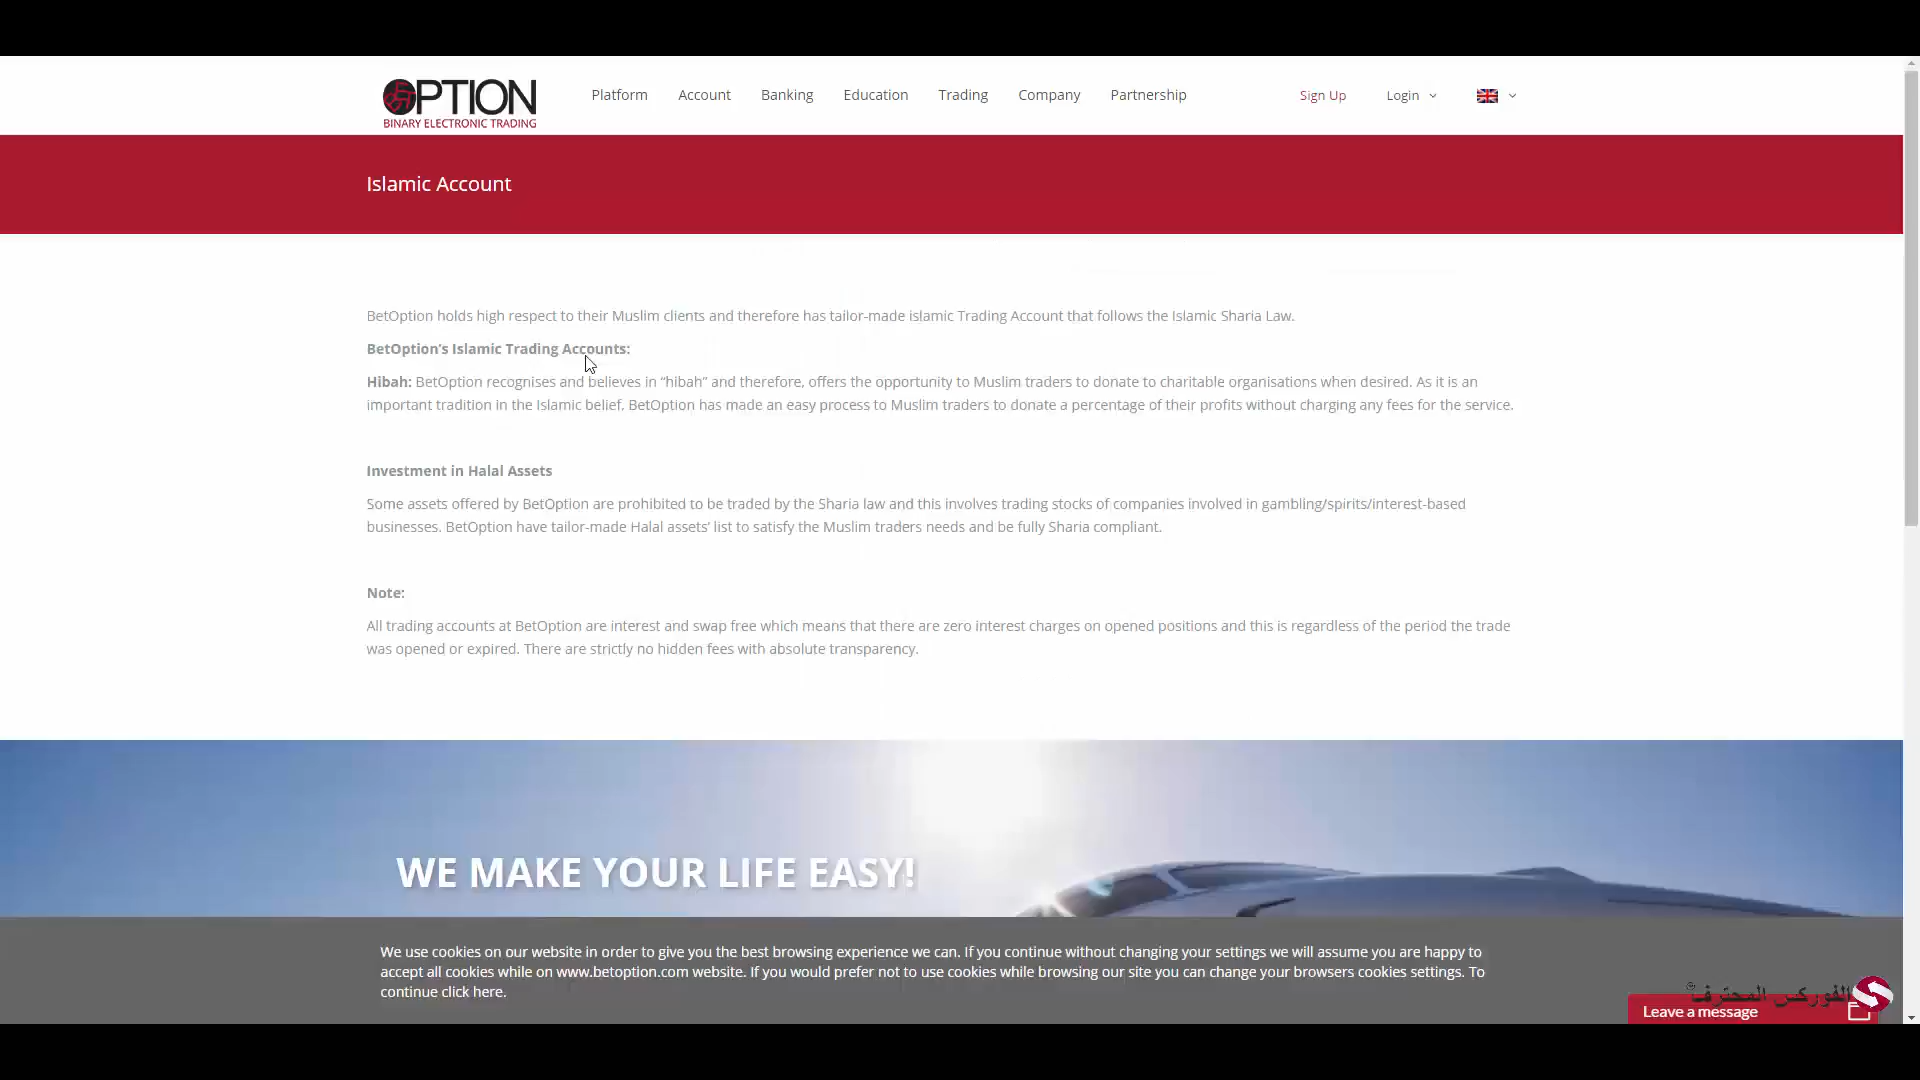 OPTION
BINARY ELECTRONIC TRADING
Platform Account Banking Education Trading Company Partnership Sign Up Login
Islamic Account
BetOption holds high respect to their Muslim clients and therefore has tailor-made islamic Trading Account that follows the Islamic Sharia Law.
BetOption's Islamic Trading Accounts:
Hibah: BetOption recognises and believes in “hibah” and therefore, offers the opportunity to Muslim traders to donate to charitable organisations when desired. As it is an
important tradition in the Islamic belief. BetOption has made an easy process to Muslim traders to donate a percentage of their profits without charging any fees for the service.
Investment in Halal Assets
Some assets offered by BetOption are prohibited to be traded by the Sharia law and this involves trading stocks of companies involved in gambling/spirits/interest-based
businesses. BetOption have tailor-made Halal assets’ list to satisfy the Muslim traders needs and be fully Sharia compliant.
Note:
All trading accounts at BetOption are interest and swap free which means that there are zero interest charges on opened positions and this is regardless of the period the trade
was opened or expired. There are strictly no hidden fees with absolute transparency.
WE MAKE YOUR LIFE EASY!
We use cookies on our website in order to give you the best browsing experience we can. If you continue without changing your settings we will assume you are happy to
accept all cookies while on www.betoption.com website. If you would prefer not to use cookies while browsing our site you can change your browsers cookies settings. To
continue click here.
الفوركس المحترف
Leave a message